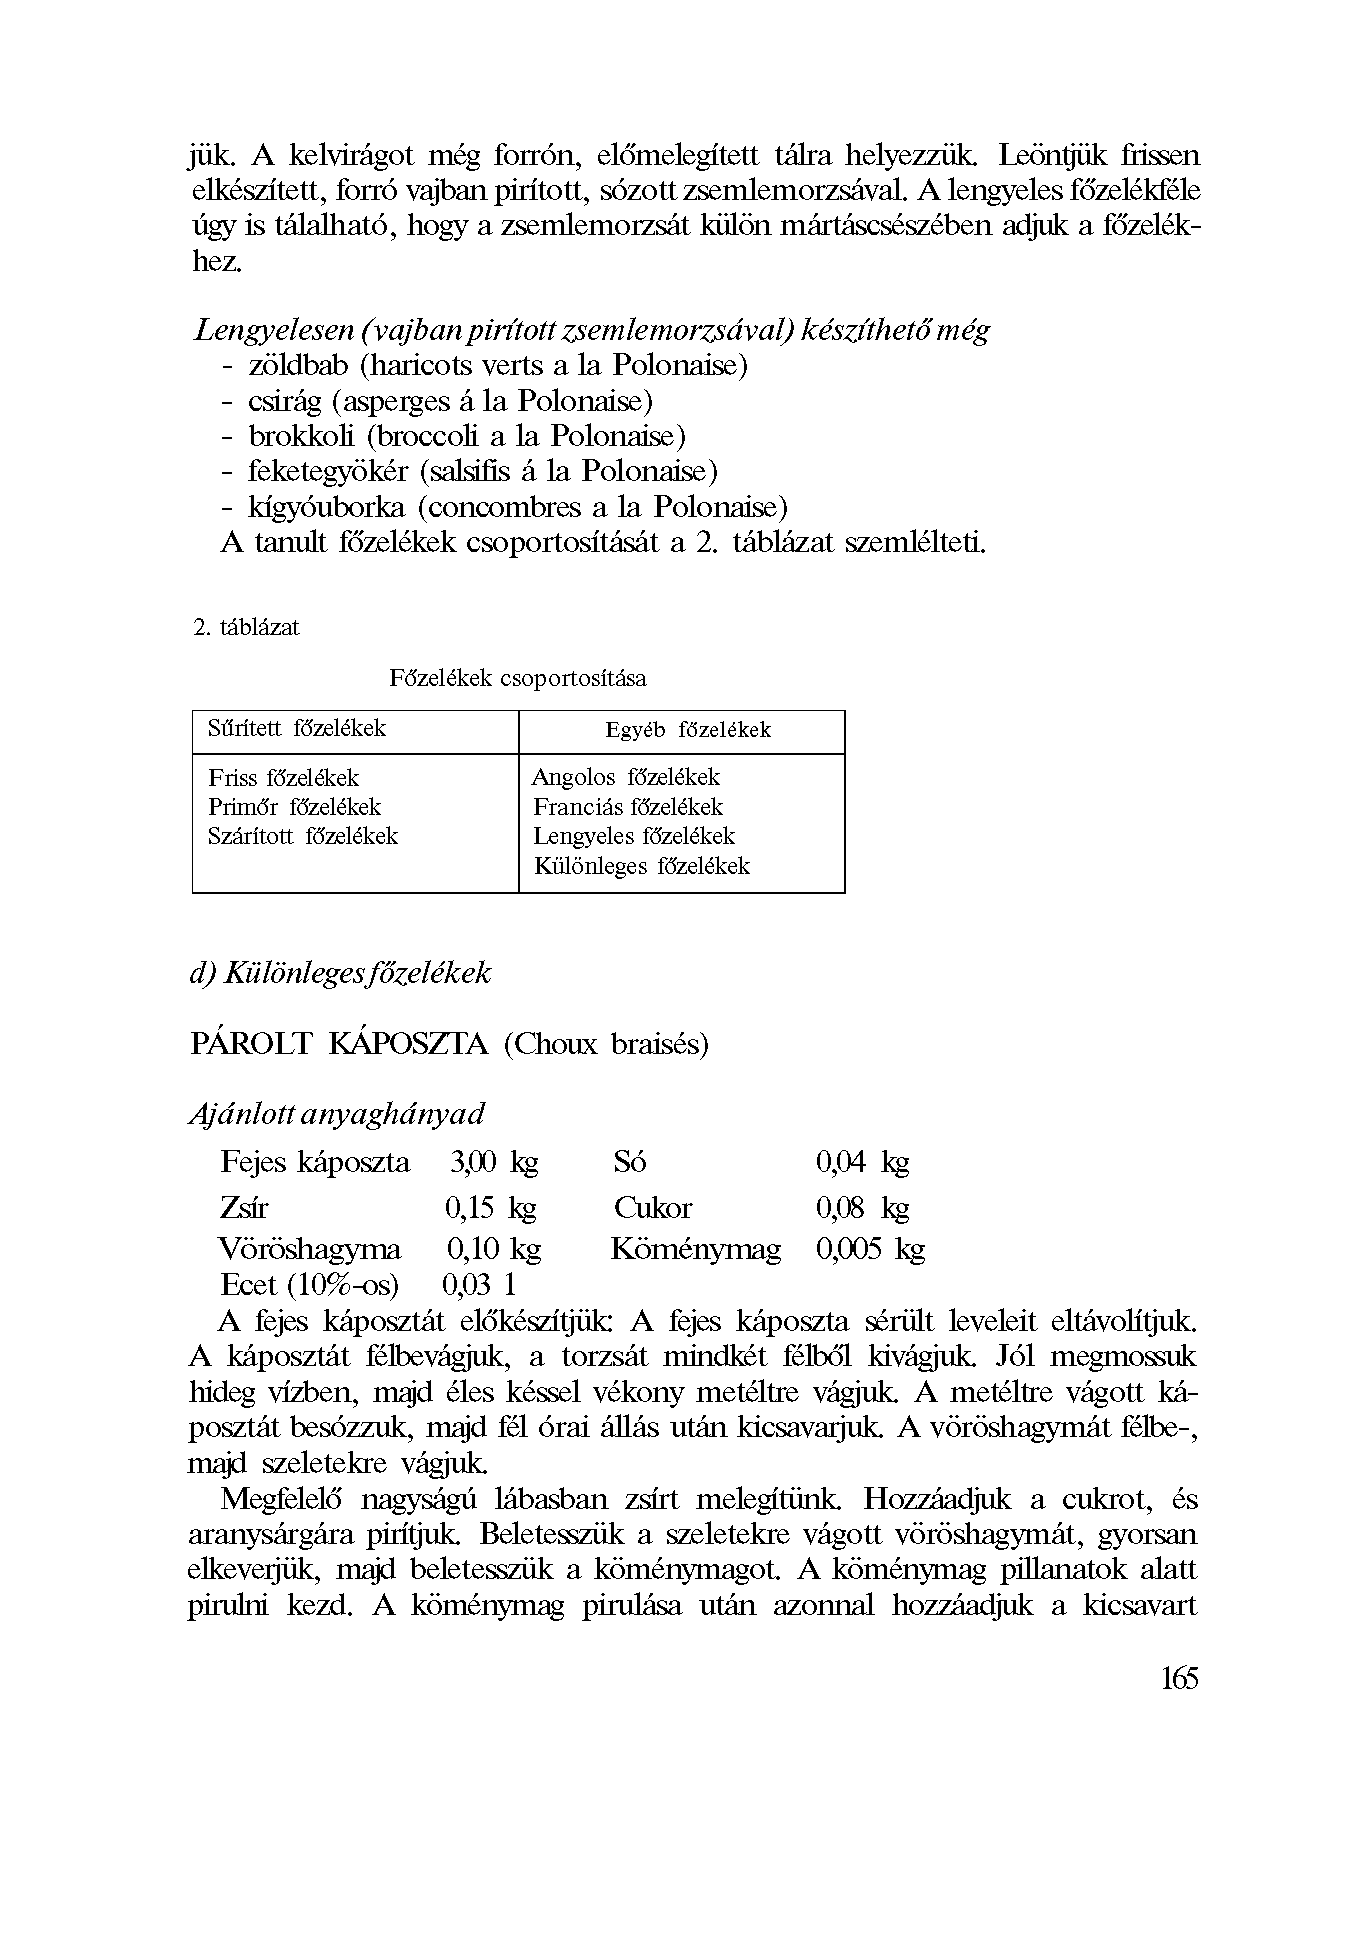 jük. A kelvirágot még forrón, előmelegített tálra helyezzük. Leöntjük frissen
elkészített, forró vajban pirított, sózott zsemlemorzsával. A lengyeles főzelékféle
úgy is tálalható, hogy a zsemlemorzsát külön mártáscsészében adjuk a főzelék-
hez.
Lengyelesen (vajban pirított zsemlemorzsával) készíthető még
- zöldbab (haricots verts a la Polonaise)
- csirág (asperges á la Polonaise)
- brokkoli (broccoli a la Polonaise)
- feketegyökér (salsifis á la Polonaise)
- kígyóuborka (concombres a la Polonaise)
A tanult főzelékek csoportosítását a 2. táblázat szemlélteti.
2. táblázat
Főzelékek csoportosítása
Sűrített főzelékek Egyéb főzelékek
Friss főzelékek Angolos főzelékek
Primőr főzelékek Franciás főzelékek
Szárított főzelékek Lengyeles főzelékek
Különleges főzelékek
d) Különleges főzelékek
PÁROLT KÁPOSZTA (Choux braisés)
Ajánlott anyaghányad
Fejes káposzta 3,00 kg Só 0,04 kg
Zsír 0,15 kg Cukor 0,08 kg
Vöröshagyma 0,10 kg Köménymag 0,005 kg
Ecet (10%-os) 0,03 1
A fejes káposztát előkészítjük: A fejes káposzta sérült leveleit eltávolítjuk.
A káposztát félbevágjuk, a torzsát mindkét félből kivágjuk. Jól megmossuk
hideg vízben, majd éles késsel vékony metéltre vágjuk. A metéltre vágott ká-
posztát besózzuk, majd fél órai állás után kicsavarjuk. A vöröshagymát félbe-,
majd szeletekre vágjuk.
Megfelelő nagyságú lábasban zsírt melegítünk. Hozzáadjuk a cukrot, és
aranysárgára pirítjuk. Beletesszük a szeletekre vágott vöröshagymát, gyorsan
elkeverjük, majd beletesszük a köménymagot. A köménymag pillanatok alatt
pirulni kezd. A köménymag pirulása után azonnal hozzáadjuk a kicsavart
165